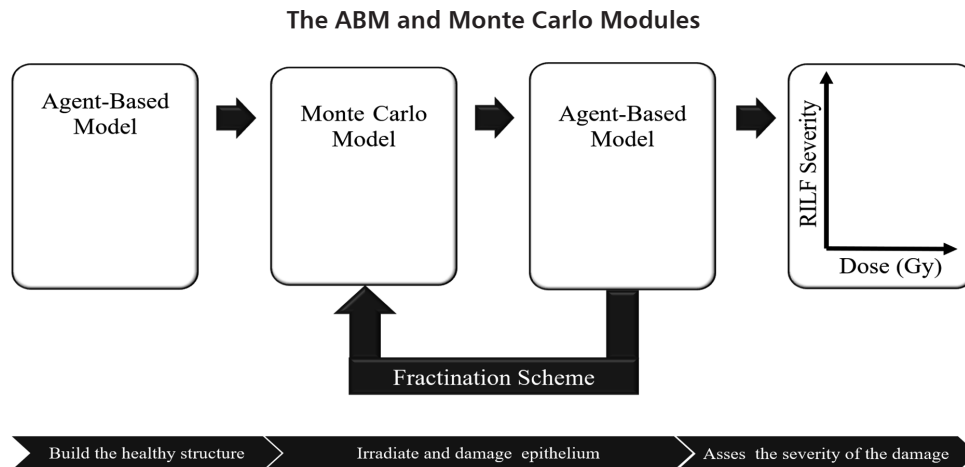 The ABM and Monte Carlo Modules
Agent-Based
Model
Monte Carlo
Model
Agent-Based
Model
RILF Severity
Dose (Gy)
Fractination Scheme
Build the healthy structure
Irradiate and damage epithelium
Asses the severity of the damage